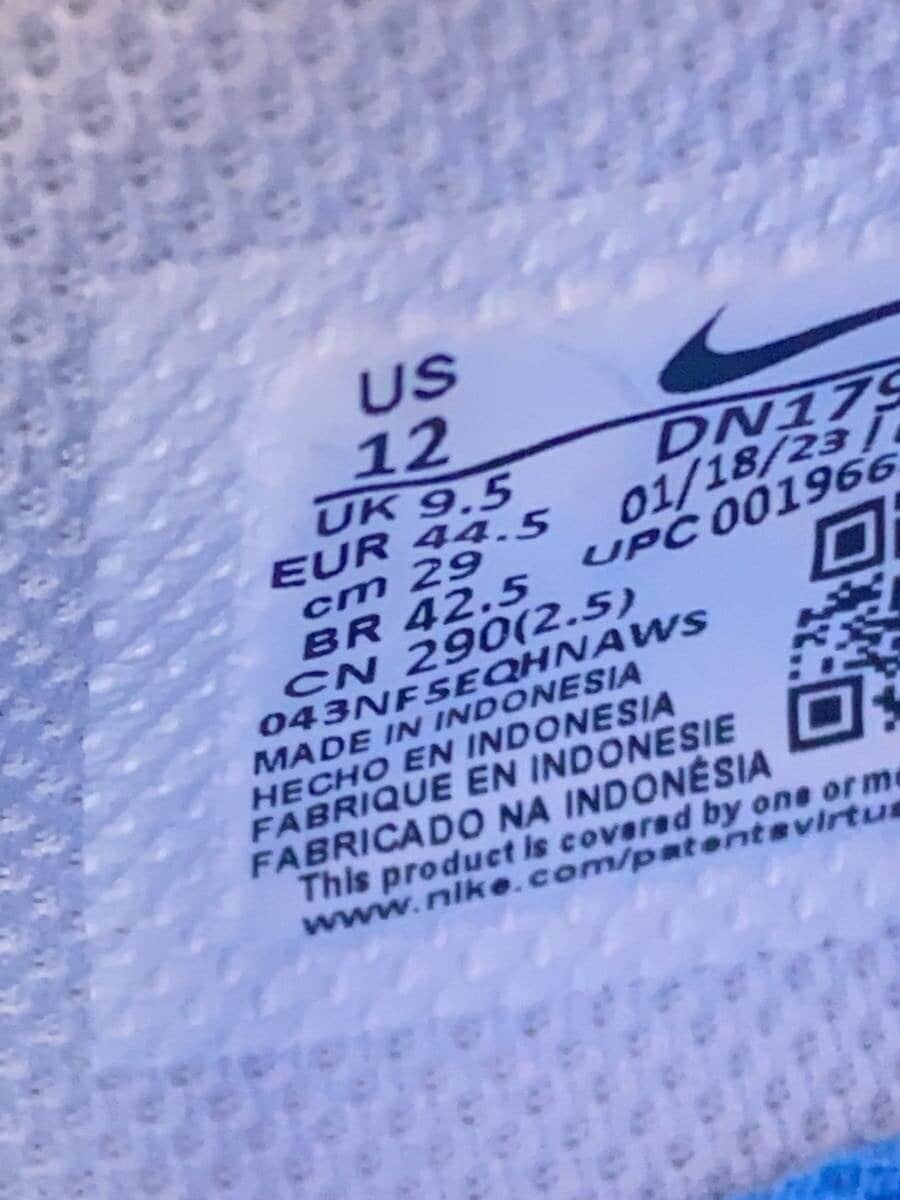 US
12
UK 9.5
EUR 44.5
cm 29
BR 42.5
CN 290(2.5)
DN179
01/18/23 /
UPC 001966
043NF5EQHNAWS
MADE IN INDONESIA
HECHO EN INDONESIA
FABRIQUE EN INDONESIE
FABRICADO NA INDONÉSIA
This product is covered by one or
www.nike.com/patentsvirtu